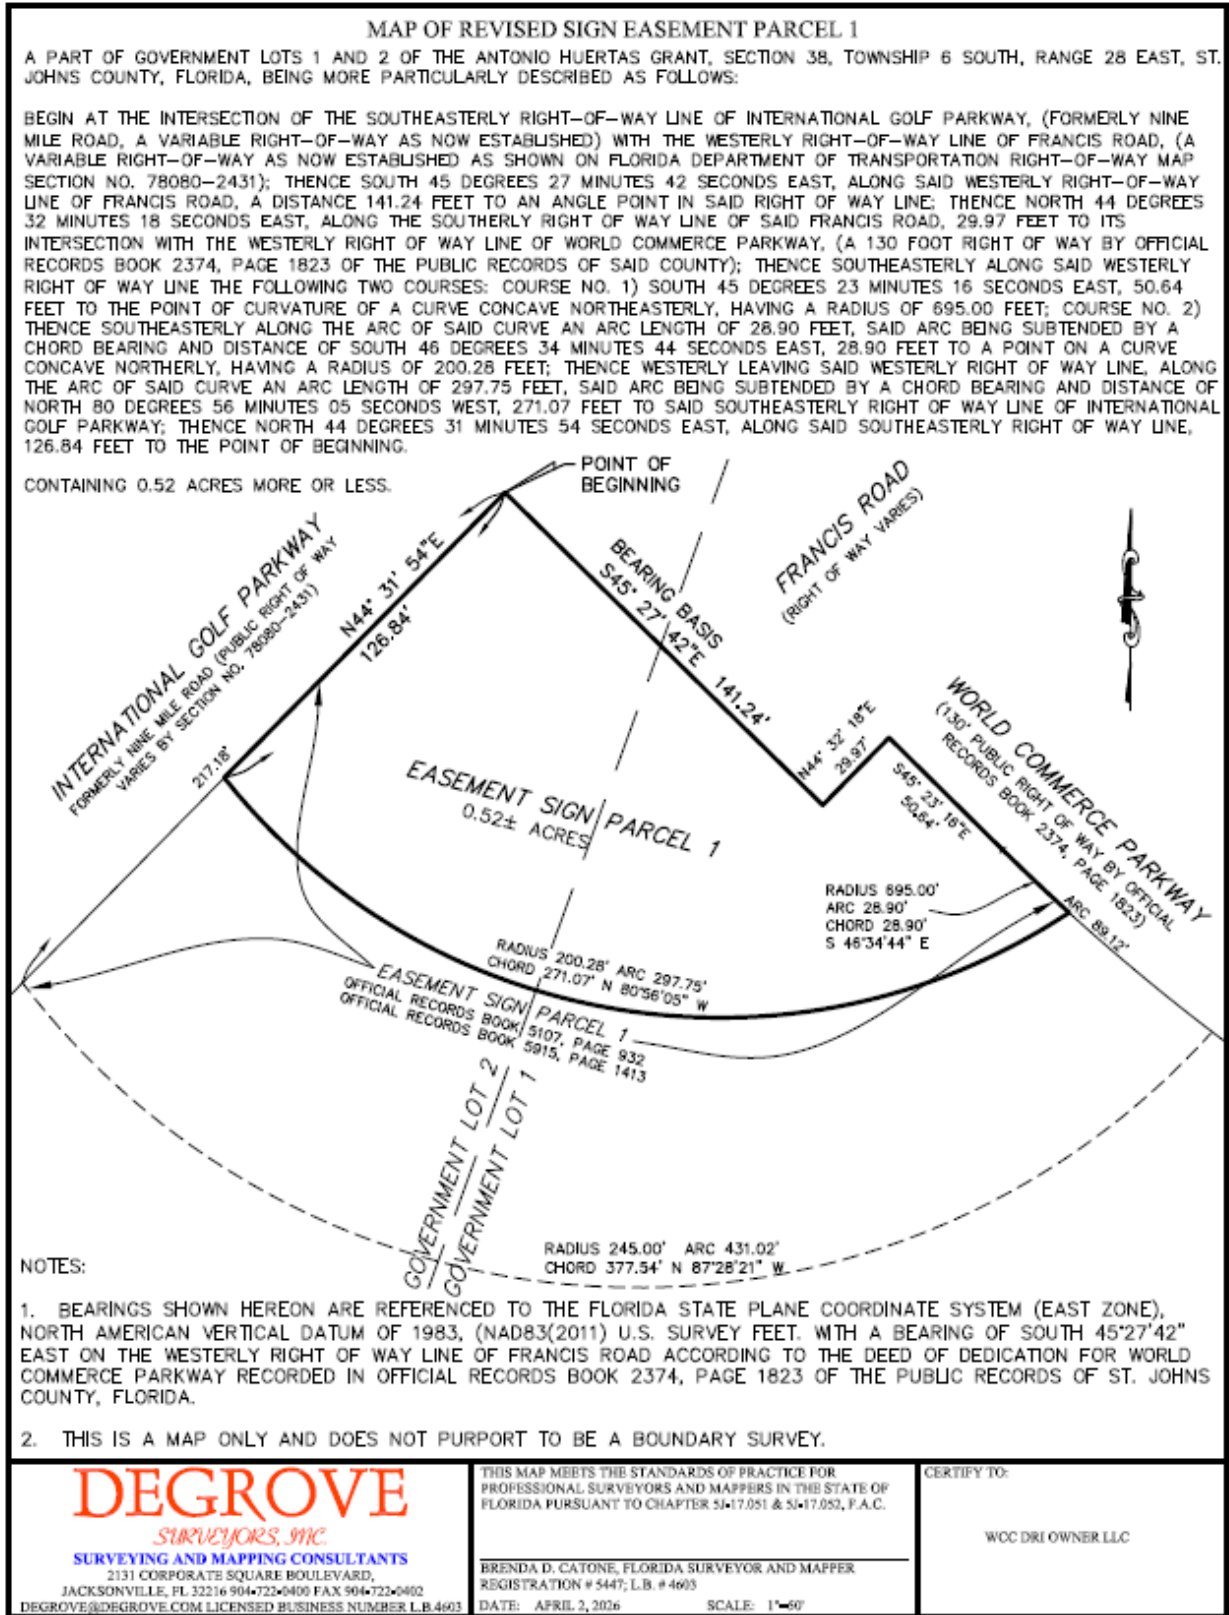 MAP OF REVISED SIGN EASEMENT PARCEL 1
A PART OF GOVERNMENT LOTS 1 AND 2 OF THE ANTONIO HUERTAS GRANT, SECTION 38, TOWNSHIP 6 SOUTH, RANGE 28 EAST, ST.
JOHNS COUNTY, FLORIDA, BEING MORE PARTICULARLY DESCRIBED AS FOLLOWS:
BEGIN AT THE INTERSECTION OF THE SOUTHEASTERLY RIGHT-OF-WAY LINE OF INTERNATIONAL GOLF PARKWAY, (FORMERLY NINE
MILE ROAD, A VARIABLE RIGHT-OF-WAY AS NOW ESTABLISHED) WITH THE WESTERLY RIGHT-OF-WAY LINE OF FRANCIS ROAD, (A
VARIABLE RIGHT-OF-WAY AS NOW ESTABLISHED AS SHOWN ON FLORIDA DEPARTMENT OF TRANSPORTATION RIGHT-OF-WAY MAP
SECTION NO. 78080-2431); THENCE SOUTH 45 DEGREES 27 MINUTES 42 SECONDS EAST, ALONG SAID WESTERLY RIGHT-OF-WAY
LINE OF FRANCIS ROAD, A DISTANCE 141.24 FEET TO AN ANGLE POINT IN SAID RIGHT OF WAY LINE; THENCE NORTH 44 DEGREES
32 MINUTES 18 SECONDS EAST, ALONG THE SOUTHERLY RIGHT OF WAY LINE OF SAID FRANCIS ROAD, 29.97 FEET TO ITS
INTERSECTION WITH THE WESTERLY RIGHT OF WAY LINE OF WORLD COMMERCE PARKWAY, (A 130 FOOT RIGHT OF WAY BY OFFICIAL
RECORDS BOOK 2374, PAGE 1823 OF THE PUBLIC RECORDS OF SAID COUNTY); THENCE SOUTHEASTERLY ALONG SAID WESTERLY
RIGHT OF WAY LINE THE FOLLOWING TWO COURSES: COURSE NO. 1) SOUTH 45 DEGREES 23 MINUTES 16 SECONDS EAST, 50.64
FEET TO THE POINT OF CURVATURE OF A CURVE CONCAVE NORTHEASTERLY, HAVING A RADIUS OF 695.00 FEET; COURSE NO. 2)
THENCE SOUTHEASTERLY ALONG THE ARC OF SAID CURVE AN ARC LENGTH OF 28.90 FEET, SAID ARC BEING SUBTENDED BY A
CHORD BEARING AND DISTANCE OF SOUTH 46 DEGREES 34 MINUTES 44 SECONDS EAST, 28.90 FEET TO A POINT ON A CURVE
CONCAVE NORTHERLY, HAVING A RADIUS OF 200.28 FEET; THENCE WESTERLY LEAVING SAID WESTERLY RIGHT OF WAY LINE, ALONG
THE ARC OF SAID CURVE AN ARC LENGTH OF 297.75 FEET, SAID ARC BEING SUBTENDED BY A CHORD BEARING AND DISTANCE OF
NORTH 80 DEGREES 56 MINUTES 05 SECONDS WEST, 271.07 FEET TO SAID SOUTHEASTERLY RIGHT OF WAY LINE OF INTERNATIONAL
GOLF PARKWAY; THENCE NORTH 44 DEGREES 31 MINUTES 54 SECONDS EAST, ALONG SAID SOUTHEASTERLY RIGHT OF WAY LINE,
126.84 FEET TO THE POINT OF BEGINNING.
CONTAINING 0.52 ACRES MORE OR LESS.
POINT OF
BEGINNING
INTERNATIONAL GOLF PARKWAY
FORMERLY NINE MILE ROAD (PUBLIC RIGHT OF WAY
VARIES BY SECTION NO. 78080-2431)
N44° 31' 54"E
126.84'
217.18'
BEARING BASIS
S45° 27' 42"E 141.24'
FRANCIS ROAD
(RIGHT OF WAY VARIES)
N44° 32' 18"E
29.97'
S45° 23' 16"E
50.64'
WORLD COMMERCE PARKWAY
(130' PUBLIC RIGHT OF WAY BY OFFICIAL
RECORDS BOOK 2374, PAGE 1823)
ARC 89.12'
EASEMENT SIGN PARCEL 1
0.52± ACRES
RADIUS 695.00'
ARC 28.90'
CHORD 28.90'
S 46°34'44" E
RADIUS 200.28' ARC 297.75'
CHORD 271.07' N 80°56'05" W
EASEMENT SIGN PARCEL 1
OFFICIAL RECORDS BOOK 5107, PAGE 932
OFFICIAL RECORDS BOOK 5915, PAGE 1413
GOVERNMENT LOT 2
GOVERNMENT LOT 1
RADIUS 245.00' ARC 431.02'
CHORD 377.54' N 87°28'21" W
NOTES:
1. BEARINGS SHOWN HEREON ARE REFERENCED TO THE FLORIDA STATE PLANE COORDINATE SYSTEM (EAST ZONE),
NORTH AMERICAN VERTICAL DATUM OF 1983, (NAD83(2011) U.S. SURVEY FEET. WITH A BEARING OF SOUTH 45°27'42"
EAST ON THE WESTERLY RIGHT OF WAY LINE OF FRANCIS ROAD ACCORDING TO THE DEED OF DEDICATION FOR WORLD
COMMERCE PARKWAY RECORDED IN OFFICIAL RECORDS BOOK 2374, PAGE 1823 OF THE PUBLIC RECORDS OF ST. JOHNS
COUNTY, FLORIDA.
2. THIS IS A MAP ONLY AND DOES NOT PURPORT TO BE A BOUNDARY SURVEY.
DEGROVE
SURVEYORS, INC.
SURVEYING AND MAPPING CONSULTANTS
2131 CORPORATE SQUARE BOULEVARD,
JACKSONVILLE, FL 32216 904-722-0400 FAX 904-722-0402
DEGROVE@DEGROVE.COM LICENSED BUSINESS NUMBER L.B.4603
THIS MAP MEETS THE STANDARDS OF PRACTICE FOR
PROFESSIONAL SURVEYORS AND MAPPERS IN THE STATE OF
FLORIDA PURSUANT TO CHAPTER 5J-17.051 & 5J-17.052, F.A.C.
BRENDA D. CATONE, FLORIDA SURVEYOR AND MAPPER
REGISTRATION # 5447; L.B. # 4603
DATE: APRIL 2, 2026 SCALE: 1"=60'
CERTIFY TO:
WCC DRI OWNER LLC